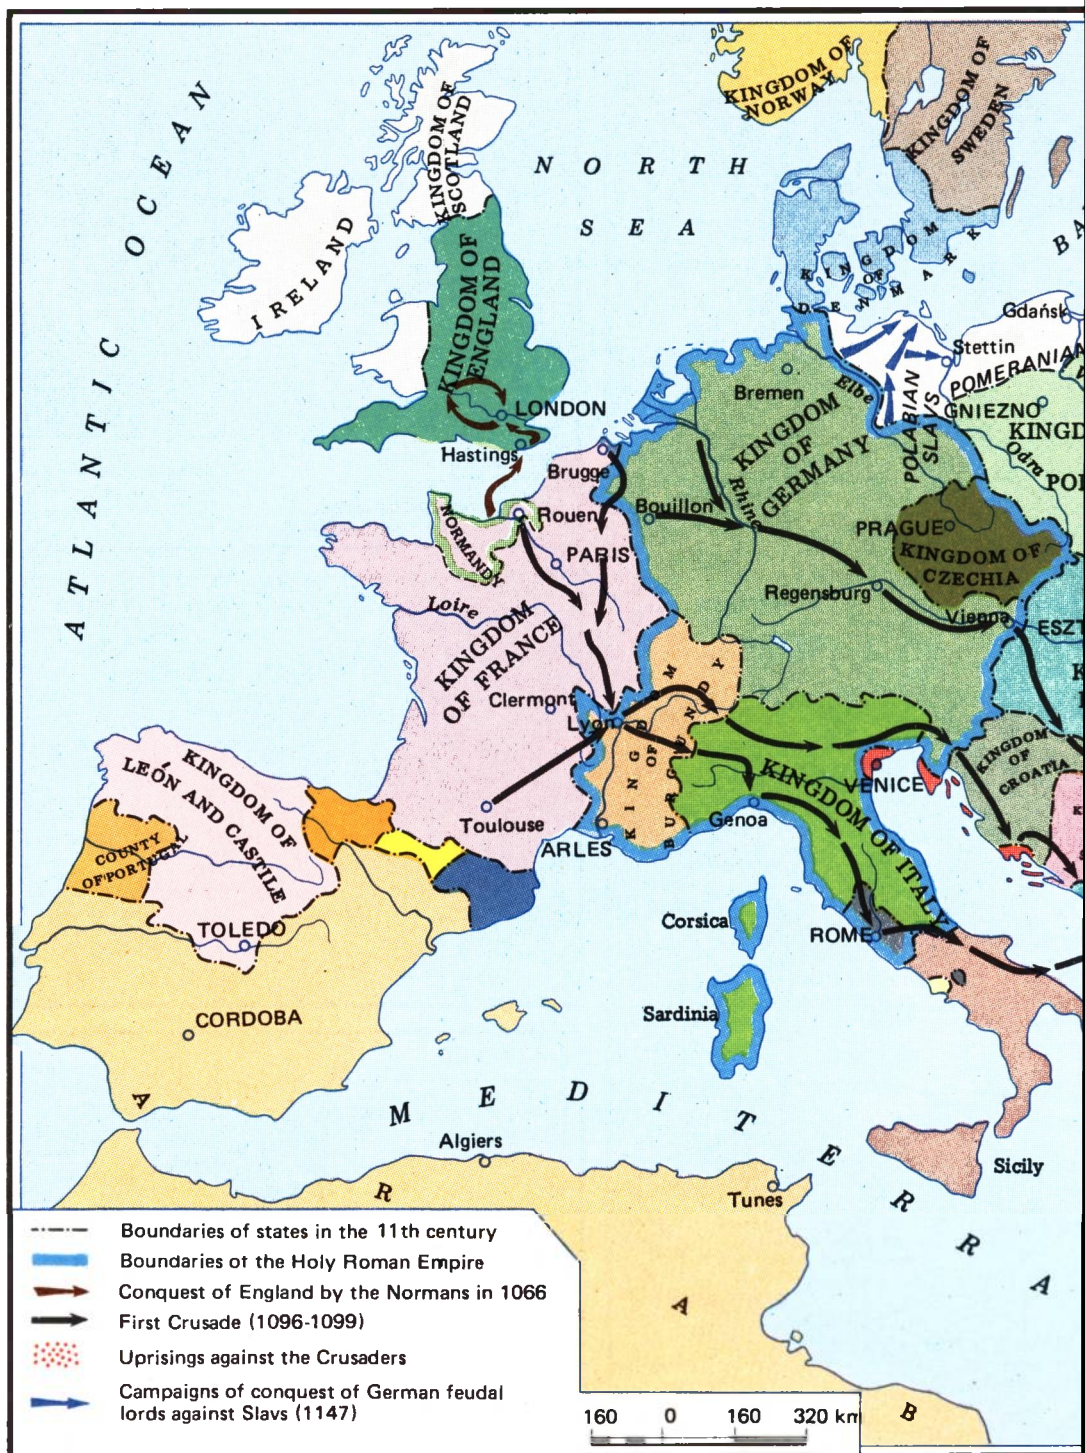 ATLANTIC OCEAN
NORTH
SEA
KINGDOM OF
NORWAY
KINGDOM OF
SWEDEN
KINGDOM OF
SCOTLAND
IRELAND
KINGDOM OF
ENGLAND
KINGDOM
OF
DENMARK
BA
Gdańsk
Stettin
POMERANIA
Bremen
Elbe
POLABIAN
SLAVS
GNIEZNO
KINGD
PO
Odra
LONDON
Hastings
KINGDOM
OF
GERMANY
Brugge
Bouillon
Rhine
NORMANDY
Rouen
PARIS
PRAGUE
KINGDOM OF
CZECHIA
Regensburg
Vienna
ESZT
K
Loire
KINGDOM
OF FRANCE
Clermont
Lyon
KINGDOM
OF
BURGUNDY
KINGDOM
OF
CROATIA
K
KINGDOM OF
LEÓN AND CASTILE
COUNTY
OF PORTUGAL
Toulouse
ARLES
Genoa
VENICE
KINGDOM OF ITALY
TOLEDO
Corsica
ROME
Sardinia
CORDOBA
MEDITERRA
Algiers
Tunes
Sicily
A R A B
Boundaries of states in the 11th century
Boundaries of the Holy Roman Empire
Conquest of England by the Normans in 1066
First Crusade (1096-1099)
Uprisings against the Crusaders
Campaigns of conquest of German feudal
lords against Slavs (1147)
160 0 160 320 km